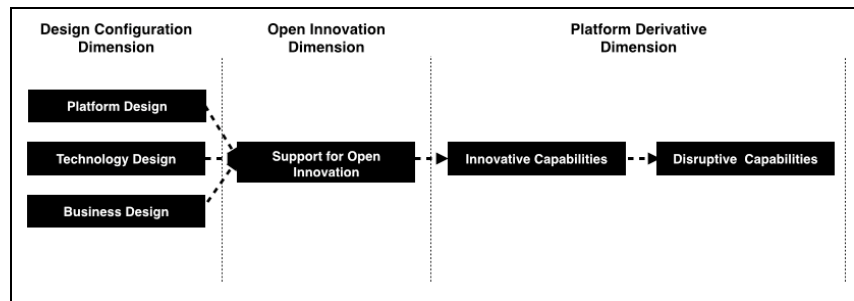 Design Configuration
Dimension
Open Innovation
Dimension
Platform Derivative
Dimension
Platform Design
Technology Design
Business Design
Support for Open
Innovation
Innovative Capabilities
Disruptive Capabilities